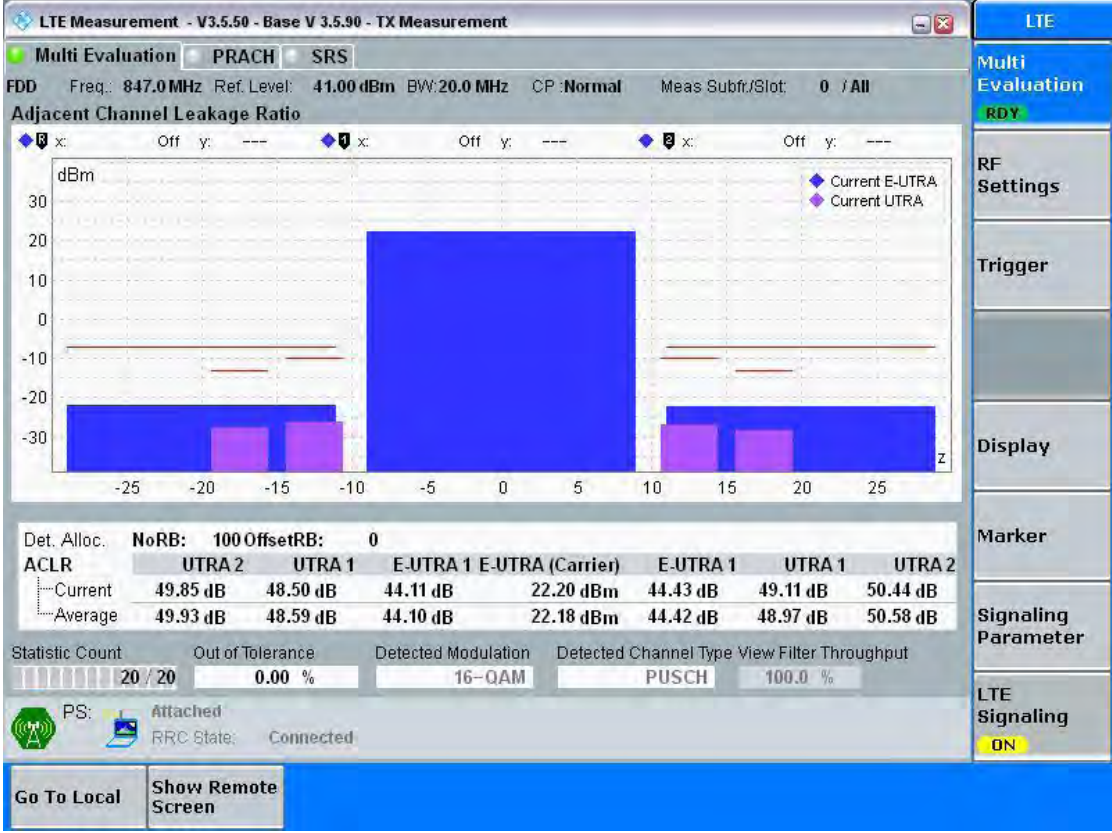 LTE Measurement - V3.5.50 - Base V 3.5.90 - TX Measurement
LTE
Multi Evaluation PRACH SRS
Multi Evaluation
RDY
FDD Freq.: 847.0 MHz Ref. Level: 41.00 dBm BW: 20.0 MHz CP : Normal Meas Subfr./Slot: 0 / All
Adjacent Channel Leakage Ratio
R x: Off y: --- 1 x: Off y: --- 2 x: Off y: ---
dBm
Current E-UTRA
Current UTRA
30
20
10
0
-10
-20
-30
z
-25 -20 -15 -10 -5 0 5 10 15 20 25
Det. Alloc. NoRB: 100 OffsetRB: 0
ACLR UTRA 2 UTRA 1 E-UTRA 1 E-UTRA (Carrier) E-UTRA 1 UTRA 1 UTRA 2
Current 49.85 dB 48.50 dB 44.11 dB 22.20 dBm 44.43 dB 49.11 dB 50.44 dB
Average 49.93 dB 48.59 dB 44.10 dB 22.18 dBm 44.42 dB 48.97 dB 50.58 dB
Statistic Count Out of Tolerance Detected Modulation Detected Channel Type View Filter Throughput
20 / 20 0.00 % 16-QAM PUSCH 100.0 %
PS: Attached
RRC State: Connected
RF
Settings
Trigger
Display
Marker
Signaling
Parameter
LTE
Signaling
ON
Go To Local
Show Remote
Screen